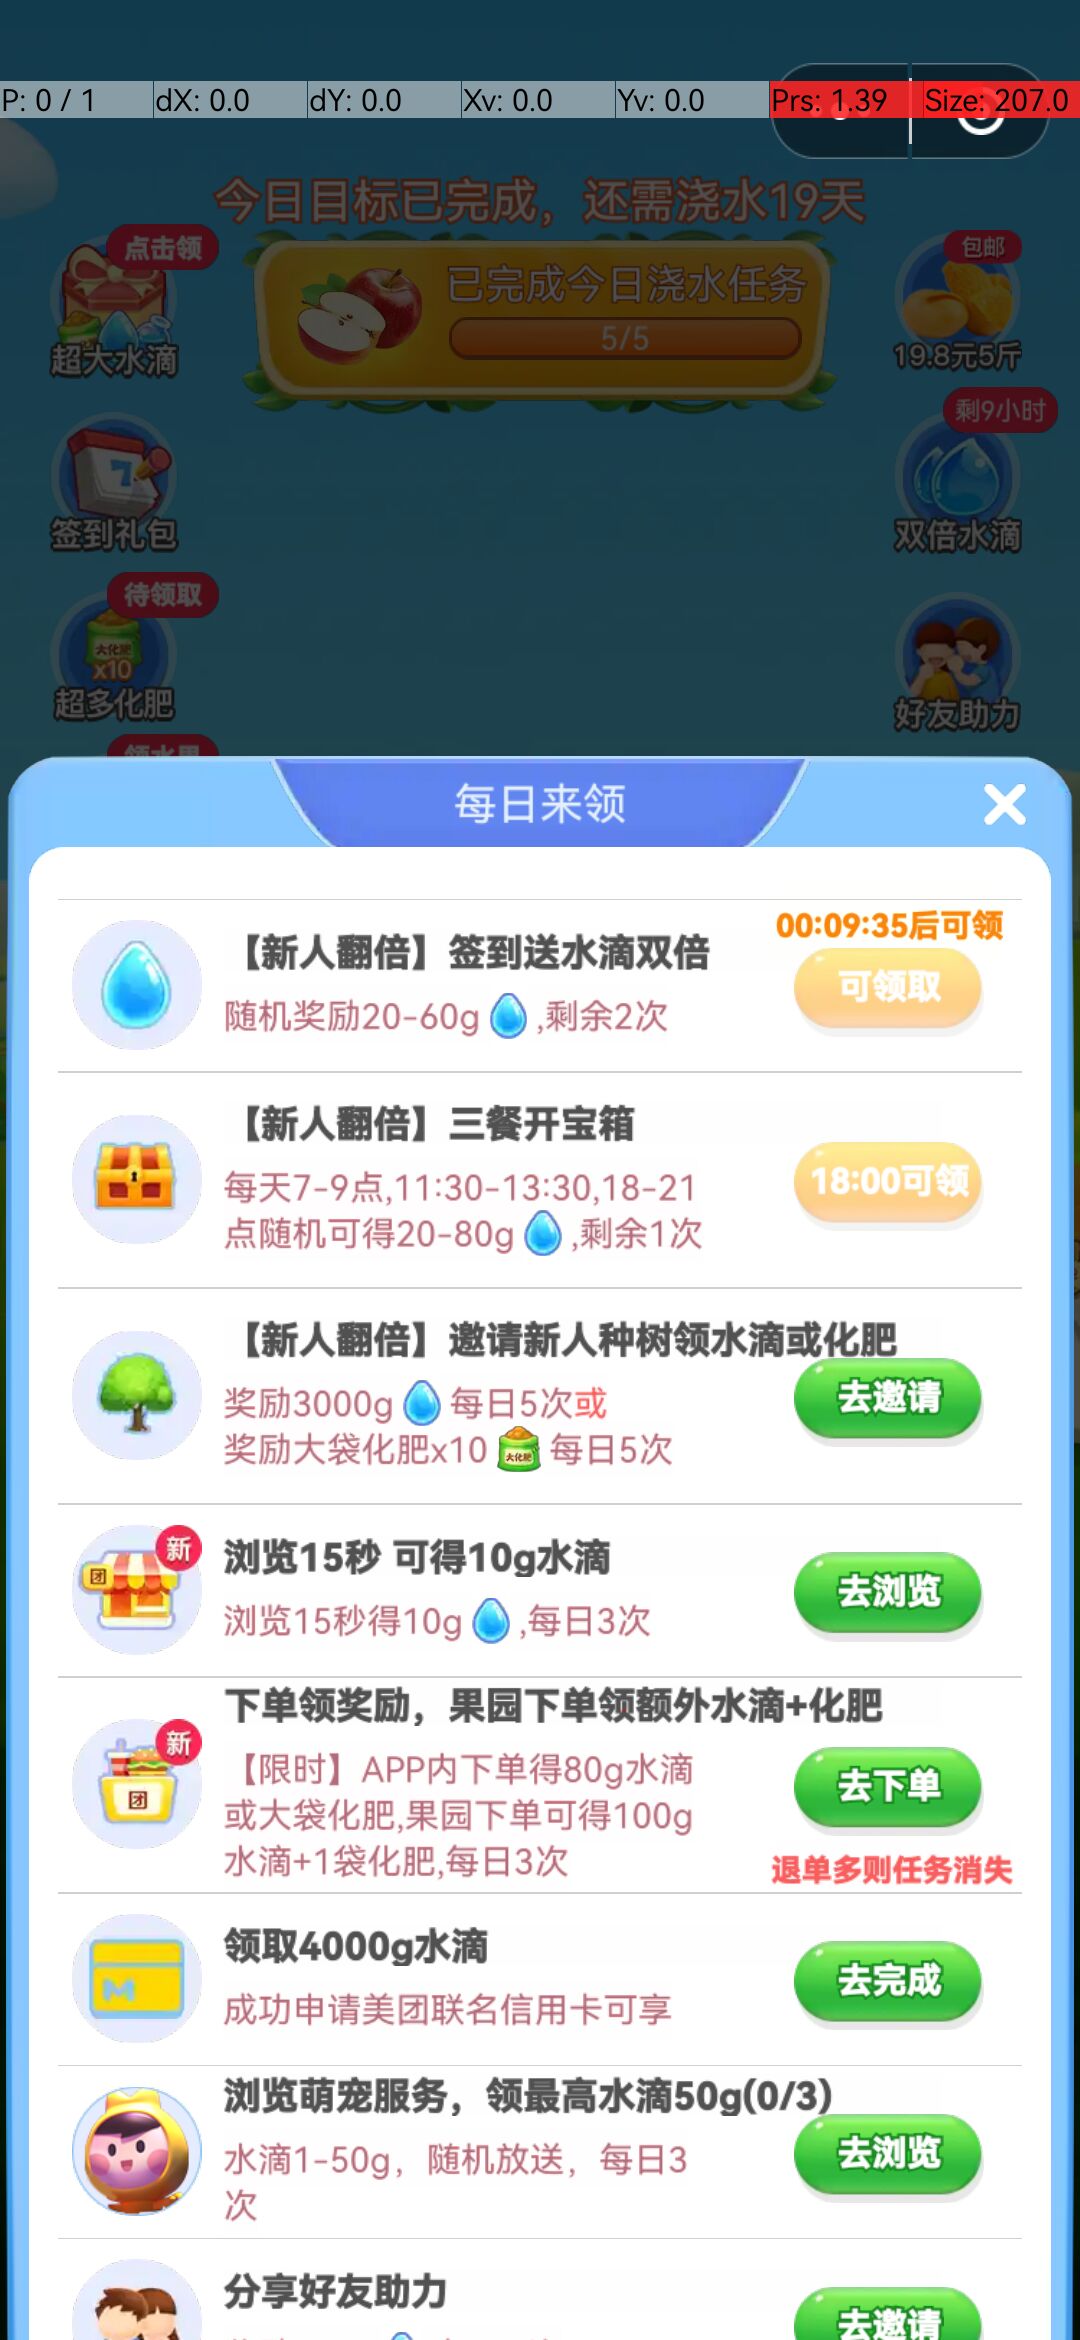 P: 0 / 1 dX: 0.0 dY: 0.0 Xv: 0.0 Yv: 0.0 Prs: 1.39 Size: 207.0
今日目标已完成，还需浇水19天
点击领
超大水滴
已完成今日浇水任务
5/5
包邮
19.8元5斤
7
签到礼包
剩9小时
双倍水滴
待领取
大化肥
x10
超多化肥
好友助力
每日来领
【新人翻倍】签到送水滴双倍
随机奖励20-60g ,剩余2次
00:09:35后可领
可领取
【新人翻倍】三餐开宝箱
每天7-9点,11:30-13:30,18-21
点随机可得20-80g ,剩余1次
18:00可领
【新人翻倍】邀请新人种树领水滴或化肥
奖励3000g 每日5次或
奖励大袋化肥x10 大化肥 每日5次
去邀请
新
团
浏览15秒 可得10g水滴
浏览15秒得10g ,每日3次
去浏览
新
团
下单领奖励，果园下单领额外水滴+化肥
【限时】APP内下单得80g水滴
或大袋化肥,果园下单可得100g
水滴+1袋化肥,每日3次
去下单
退单多则任务消失
M
领取4000g水滴
成功申请美团联名信用卡可享
去完成
浏览萌宠服务，领最高水滴50g(0/3)
水滴1-50g，随机放送，每日3
次
去浏览
分享好友助力
去邀请